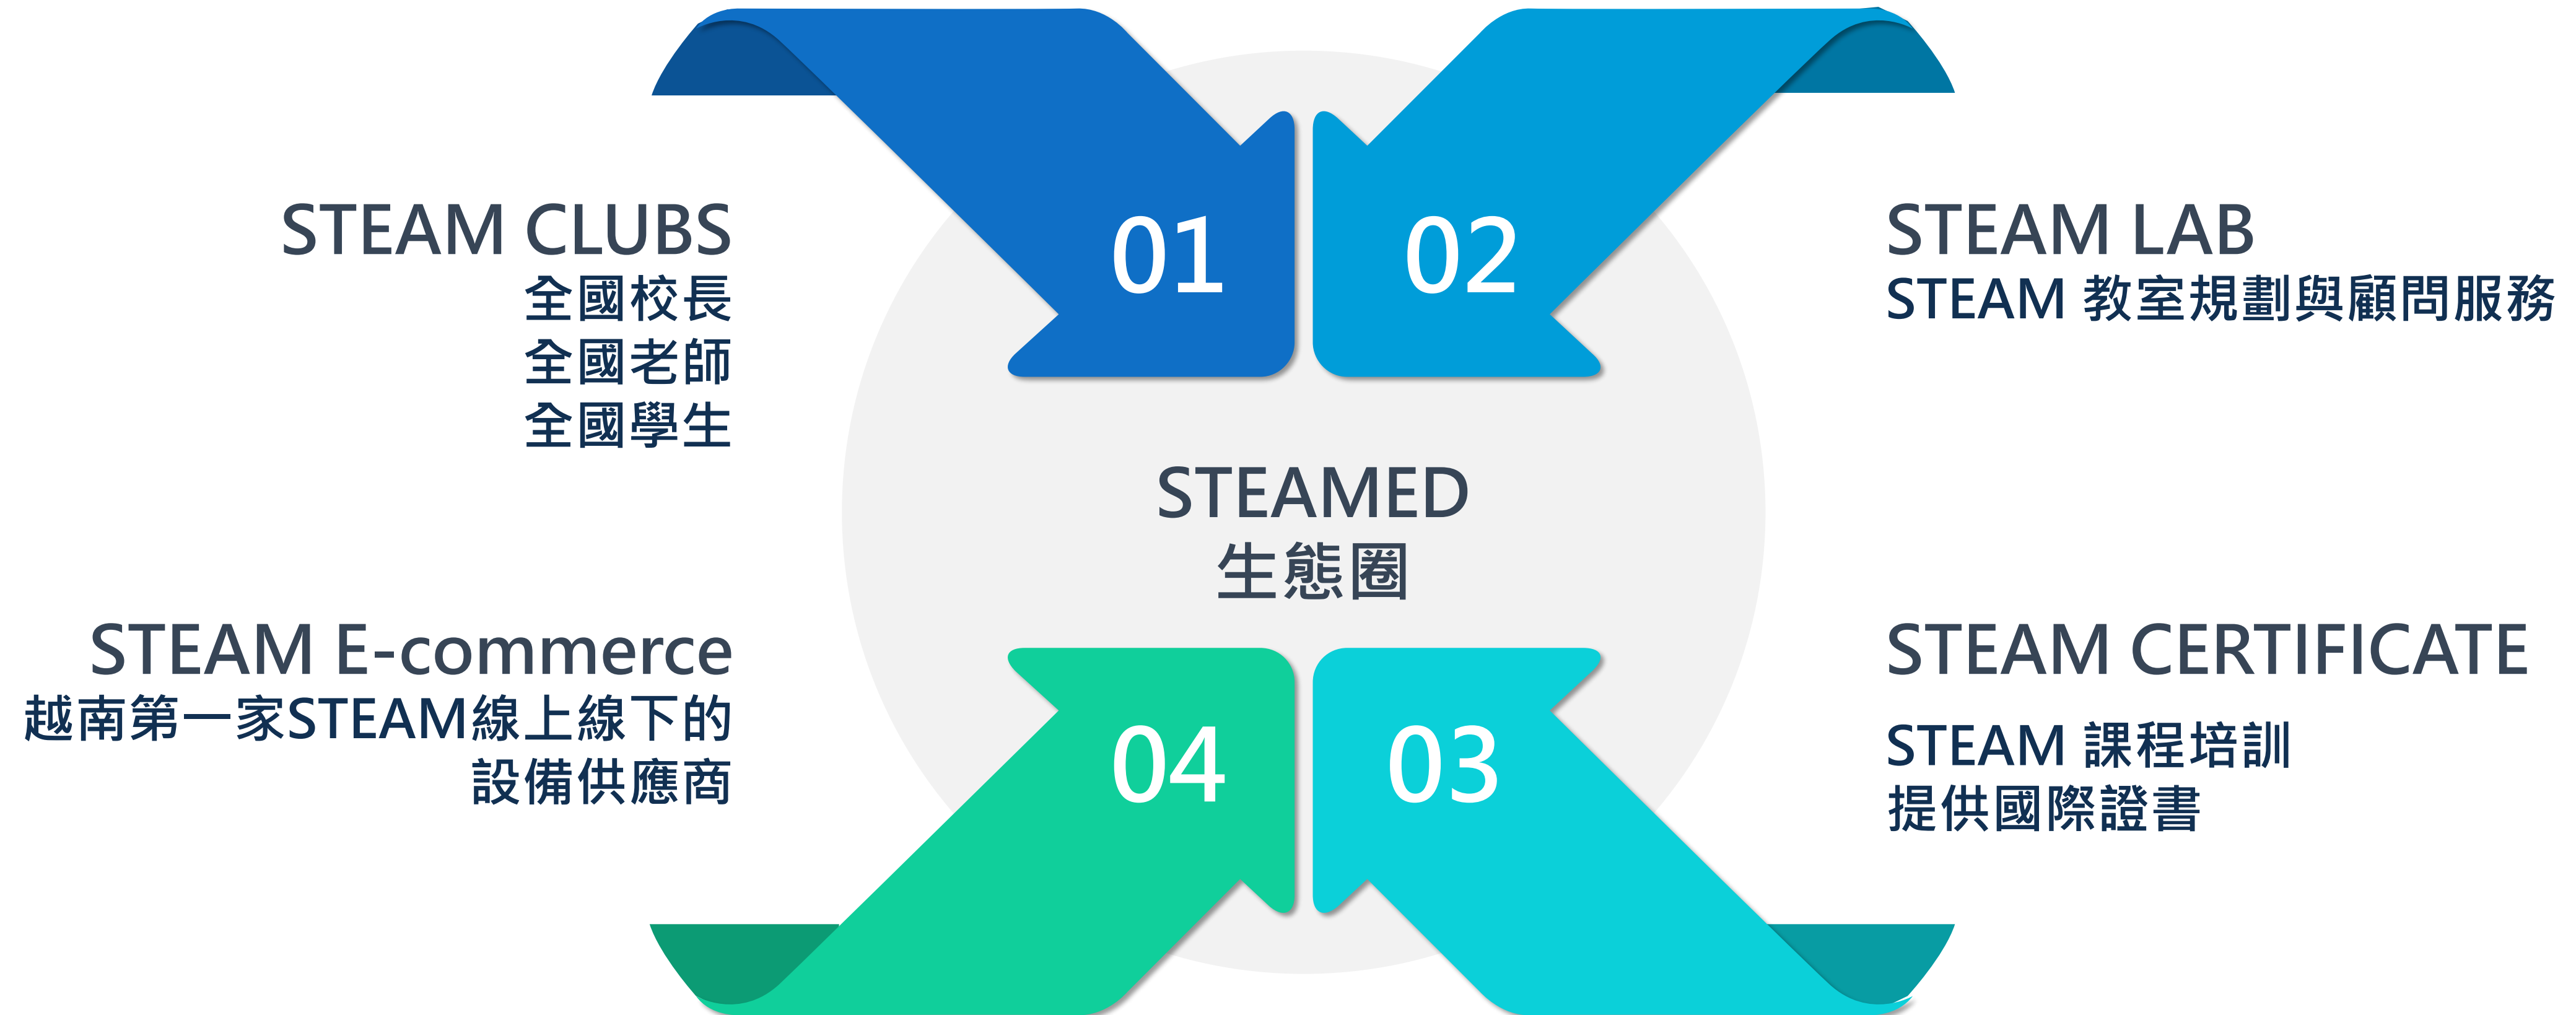 01
STEAM CLUBS
全國校長
全國老師
全國學生
02
STEAM LAB
STEAM 教室規劃與顧問服務
STEAMED
生態圈
04
STEAM E-commerce
越南第一家STEAM線上線下的
設備供應商
03
STEAM CERTIFICATE
STEAM 課程培訓
提供國際證書